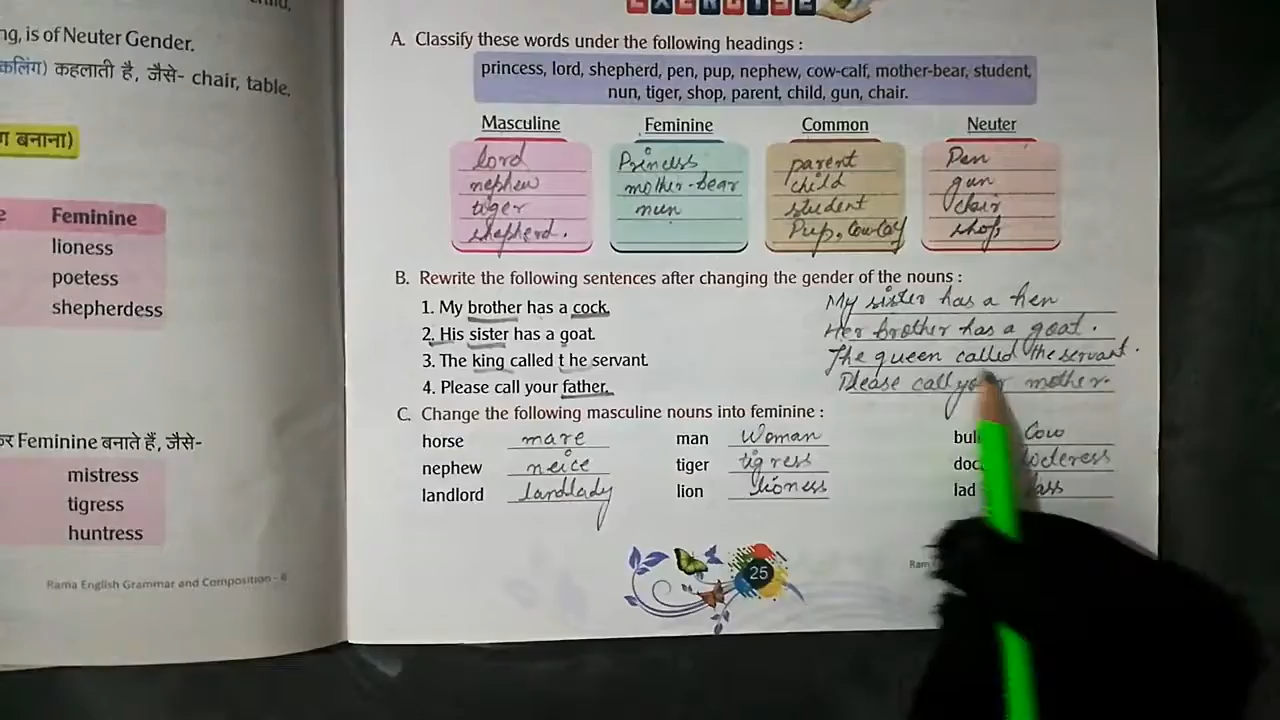 ng, is of Neuter Gender.
कलिंग) कहलाती है, जैसे- chair, table.
ग बनाना)
Feminine
lioness
poetess
shepherdess
कर Feminine बनाते हैं, जैसे-
mistress
tigress
huntress
Rama English Grammar and Composition - 6
EXERCISE
A. Classify these words under the following headings :
princess, lord, shepherd, pen, pup, nephew, cow-calf, mother-bear, student,
nun, tiger, shop, parent, child, gun, chair.
Masculine Feminine Common Neuter
lord Princess parent Pen
nephew mother-bear child gun
tiger nun student chair
shepherd. Pup, Cow-Caf shop
B. Rewrite the following sentences after changing the gender of the nouns :
1. My brother has a cock. My sister has a hen
2. His sister has a goat. Her brother has a goat.
3. The king called t he servant. The queen called the servant.
4. Please call your father. Please call your mother.
C. Change the following masculine nouns into feminine :
horse mare man Woman Cow
nephew neice tiger tigress
landlord landlady lion lioness lad
25